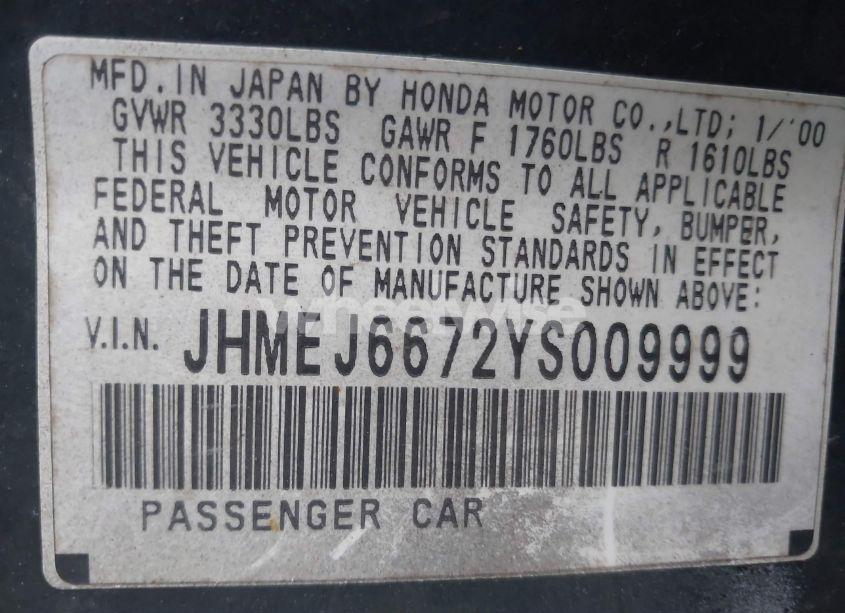 MFD. IN JAPAN BY HONDA MOTOR CO.,LTD; 1/'00
GVWR 3330LBS GAWR F 1760LBS R 1610LBS
THIS VEHICLE CONFORMS TO ALL APPLICABLE
FEDERAL MOTOR VEHICLE SAFETY, BUMPER,
AND THEFT PREVENTION STANDARDS IN EFFECT
ON THE DATE OF MANUFACTURE SHOWN ABOVE:
wheelwise
V.I.N. JHMEJ6672YS009999
PASSENGER CAR